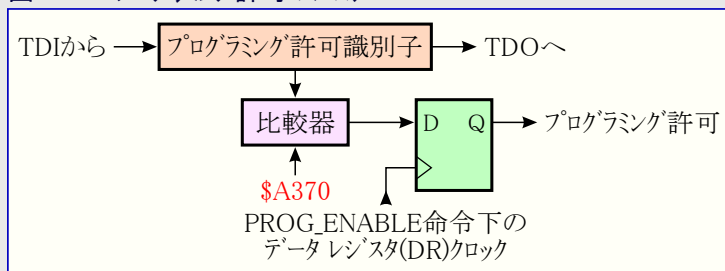 TDIから
プログラミング許可識別子
TDOへ
比較器
D Q
プログラミング許可
$A370
PROG_ENABLE命令下の
データ レジスタ(DR)クロック